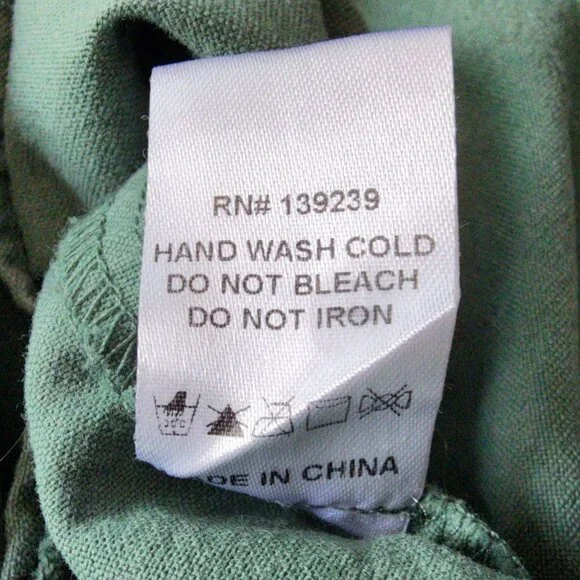 RN# 139239
HAND WASH COLD
DO NOT BLEACH
DO NOT IRON
DE IN CHINA